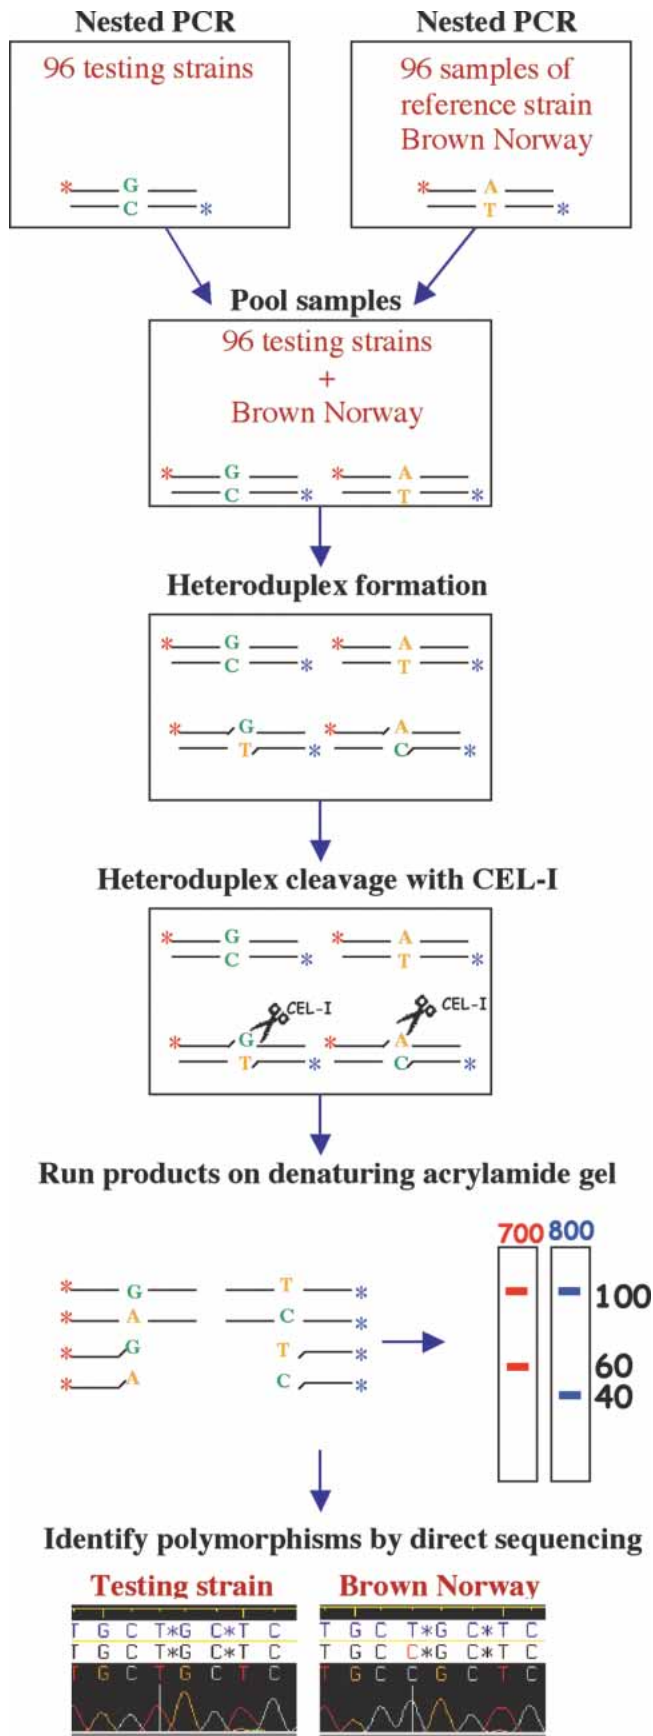 Nested PCR
96 testing strains
* G
C *
Nested PCR
96 samples of
reference strain
Brown Norway
* A
T *
Pool samples
96 testing strains
+
Brown Norway
* G * A
C * T *
Heteroduplex formation
* G * A
C * T *
* G * A
T * C *
Heteroduplex cleavage with CEL-I
* G * A
C * T *
CEL-I CEL-I
* G * A
T * C *
Run products on denaturing acrylamide gel
* G T *
* A C *
* G T *
* A C *
700 800
100
60
40
Identify polymorphisms by direct sequencing
Testing strain
T G C T*G C*T C
T G C T*G C*T C
T G C T G C T C
Brown Norway
T G C T*G C*T C
T G C C*G C*T C
T G C C G C T C